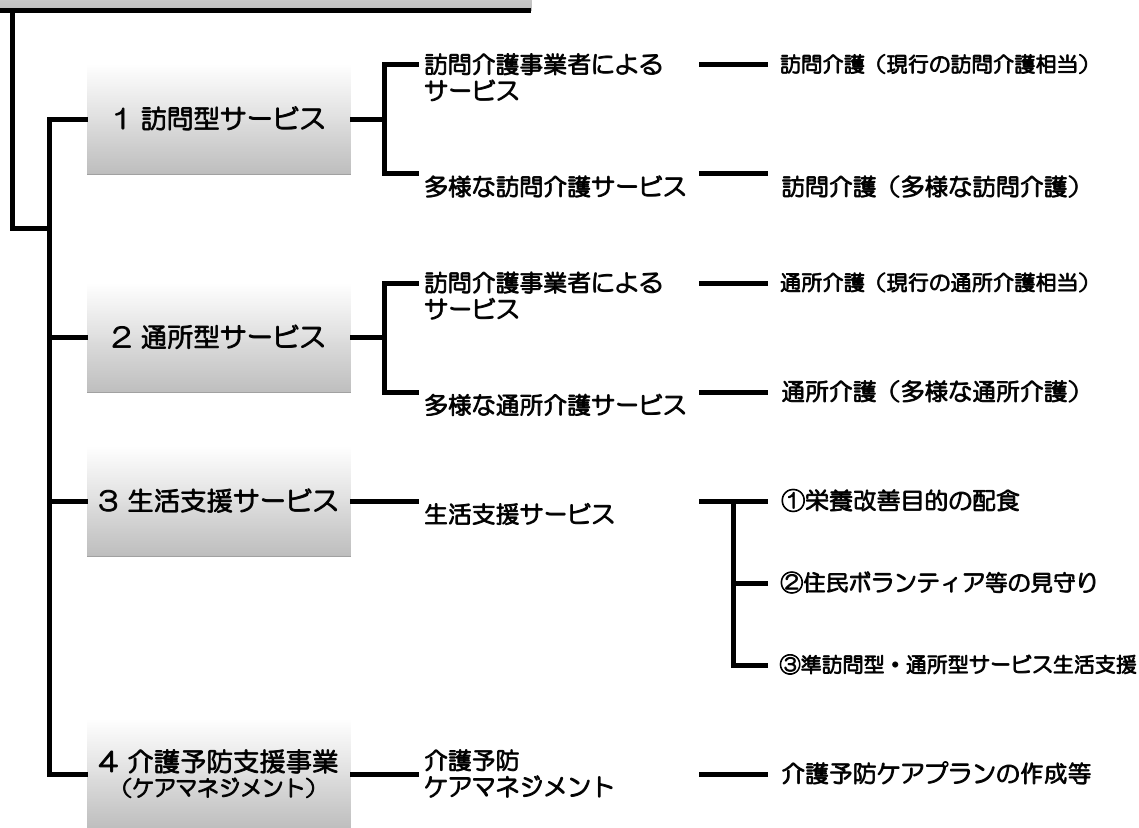 1 訪問型サービス
訪問介護事業者による
サービス
訪問介護（現行の訪問介護相当）
多様な訪問介護サービス
訪問介護（多様な訪問介護）
2 通所型サービス
訪問介護事業者による
サービス
通所介護（現行の通所介護相当）
多様な通所介護サービス
通所介護（多様な通所介護）
3 生活支援サービス
生活支援サービス
①栄養改善目的の配食
②住民ボランティア等の見守り
③準訪問型・通所型サービス生活支援
4 介護予防支援事業
（ケアマネジメント）
介護予防
ケアマネジメント
介護予防ケアプランの作成等